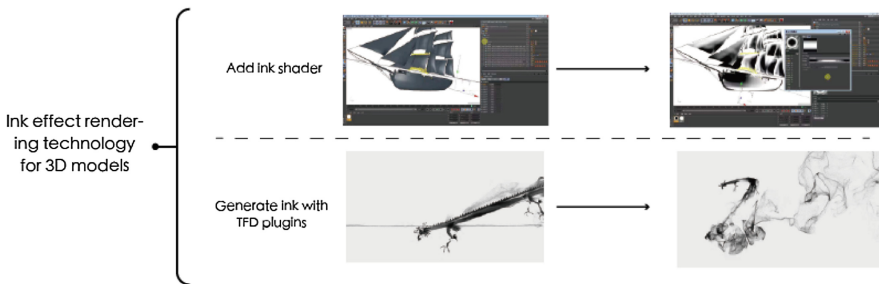 Ink effect render-
ing technology
for 3D models
Add ink shader
Generate ink with
TFD plugins